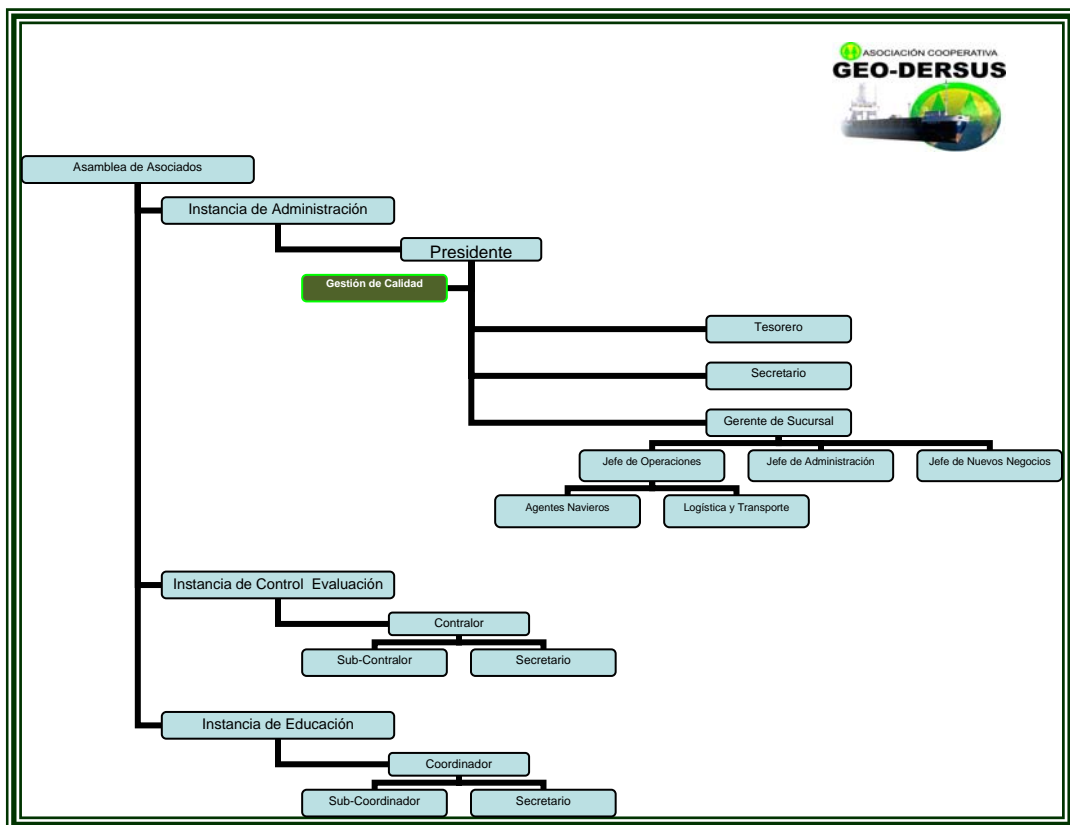 ASOCIACIÓN COOPERATIVA
GEO-DERSUS
Asamblea de Asociados
Instancia de Administración
Presidente
Gestión de Calidad
Tesorero
Secretario
Gerente de Sucursal
Jefe de Operaciones
Jefe de Administración
Jefe de Nuevos Negocios
Agentes Navieros
Logística y Transporte
Instancia de Control  Evaluación
Contralor
Sub-Contralor
Secretario
Instancia de Educación
Coordinador
Sub-Coordinador
Secretario